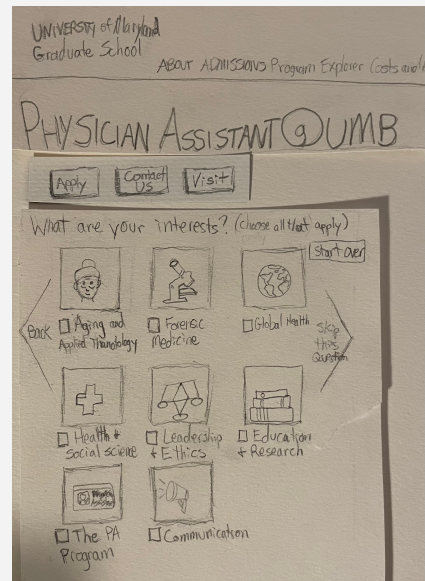 UNIVERSITY of Maryland
Graduate School
ABOUT ADMISSIONS Program Explorer Costs and
PHYSICIAN ASSISTANT @ UMB
Apply
Contact US
Visit
What are your interests? (choose all that apply)
Start over
Back
Aging and
Applied Thanatology
Forensic
Medicine
Global Health
Skip
this
Question
Health +
Social science
Leadership
+ Ethics
Education
+ Research
The PA
Program
Communication